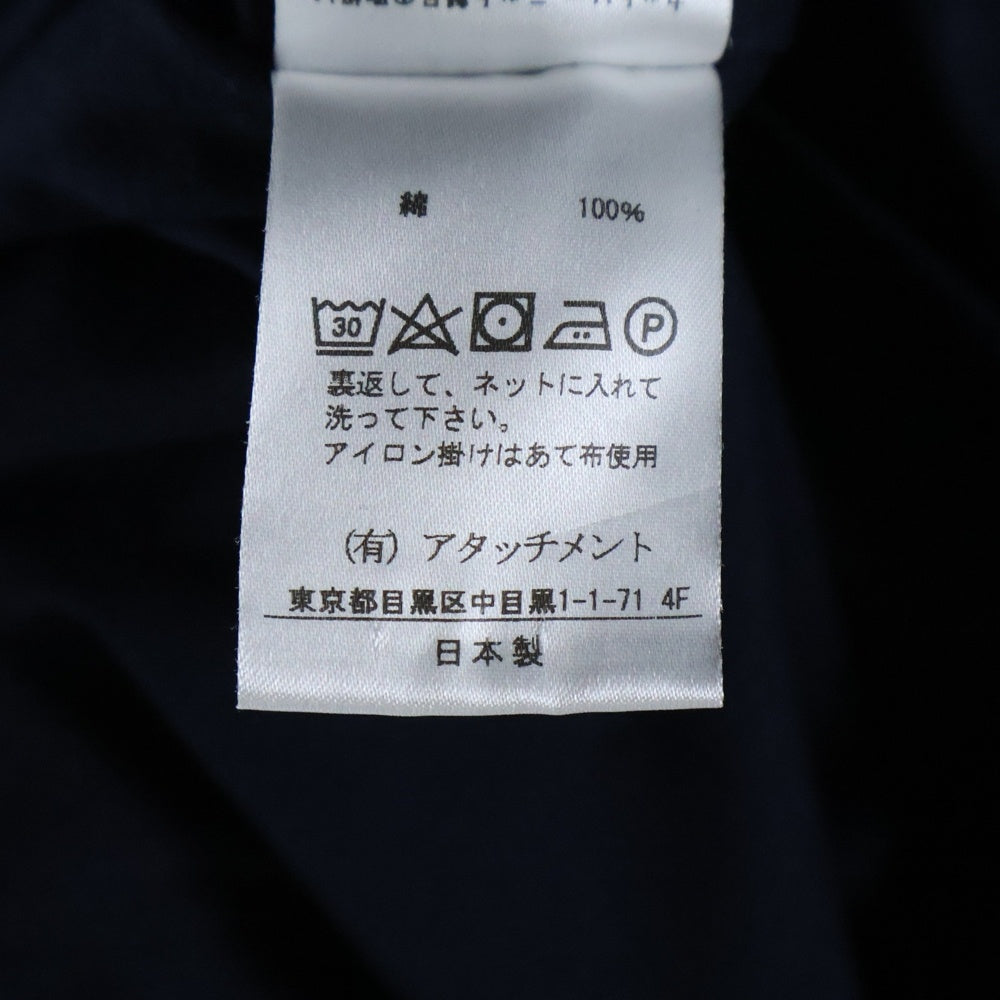 綿 100%
30 P
裏返して、ネットに入れて
洗って下さい。
アイロン掛けはあて布使用
(有) アタッチメント
東京都目黒区中目黒1-1-71 4F
日本製